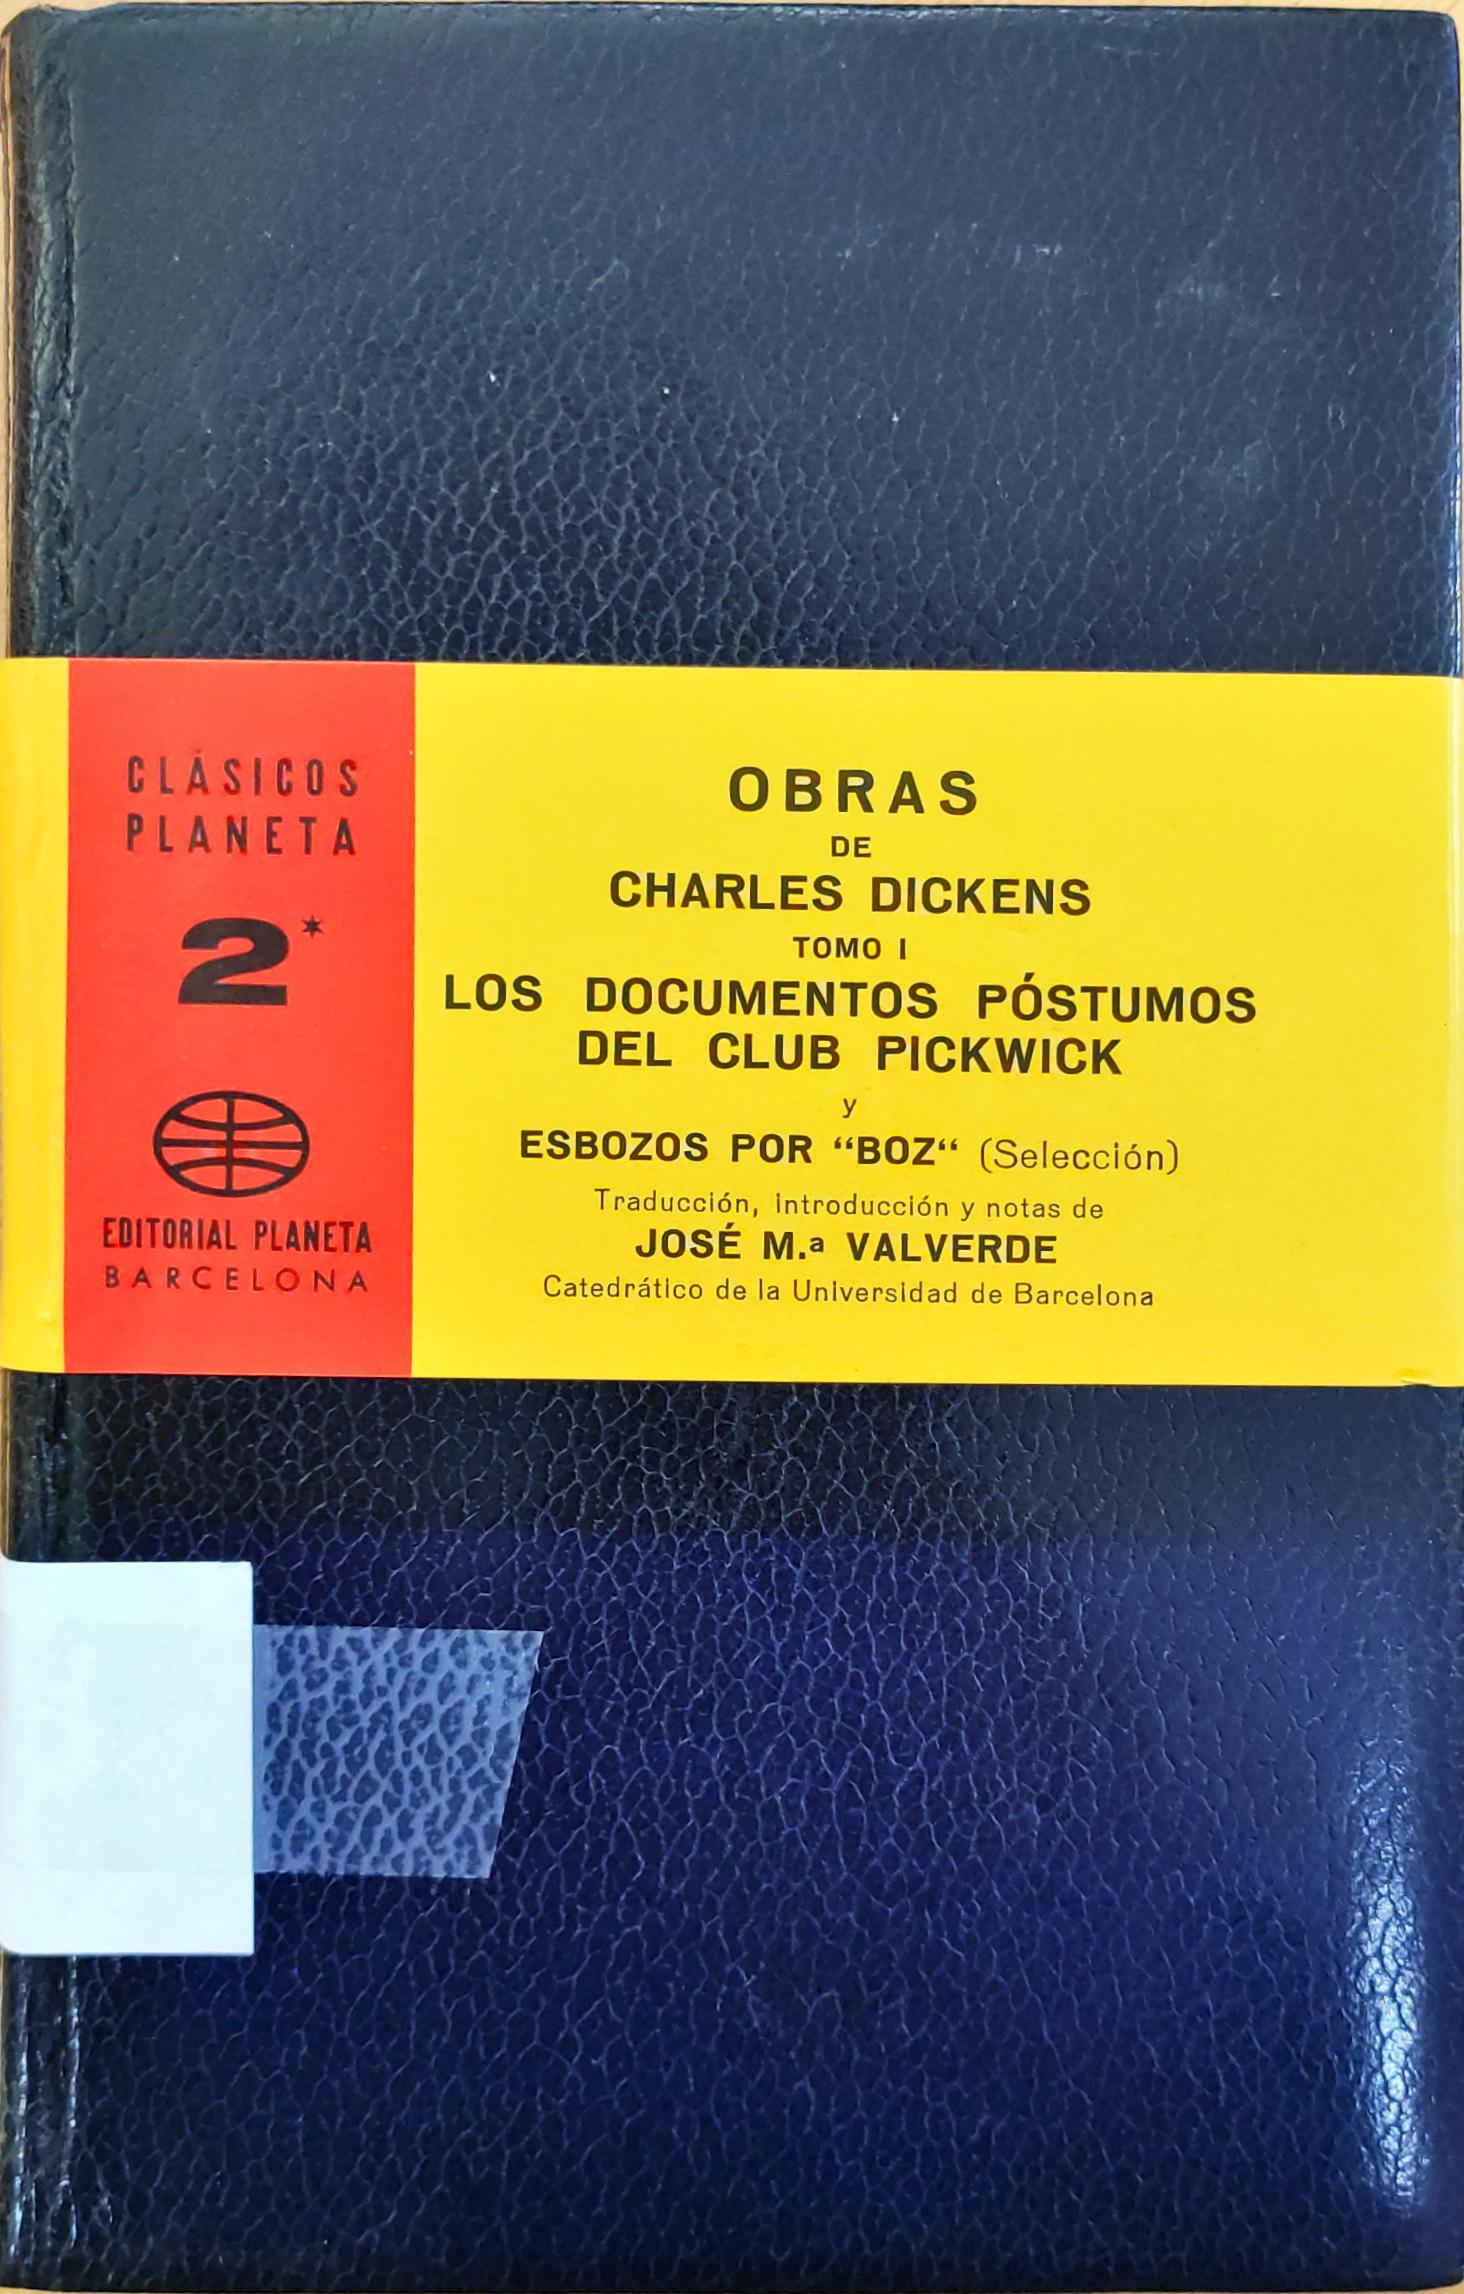 CLÁSICOS
PLANETA
2*
EDITORIAL PLANETA
BARCELONA
OBRAS
DE
CHARLES DICKENS
TOMO I
LOS DOCUMENTOS PÓSTUMOS
DEL CLUB PICKWICK
y
ESBOZOS POR “BOZ“ (Selección)
Traducción, introducción y notas de
JOSÉ M.ª VALVERDE
Catedrático de la Universidad de Barcelona